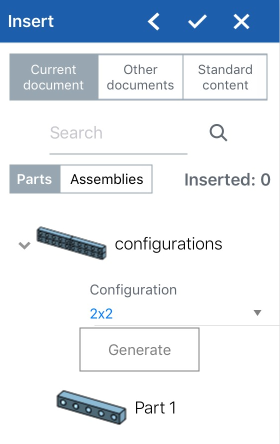 Insert
Current document
Other documents
Standard content
Search
Parts
Assemblies
Inserted: 0
configurations
Configuration
2x2
Generate
Part 1